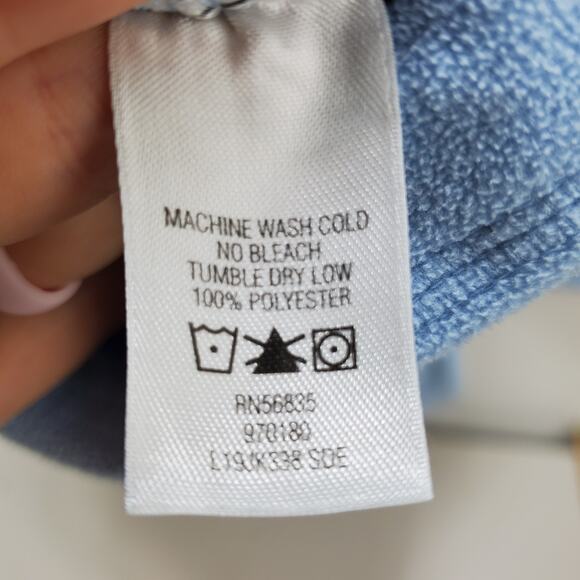 MACHINE WASH COLD
NO BLEACH
TUMBLE DRY LOW
100% POLYESTER
RN56835
970180
L19JK338 SDE